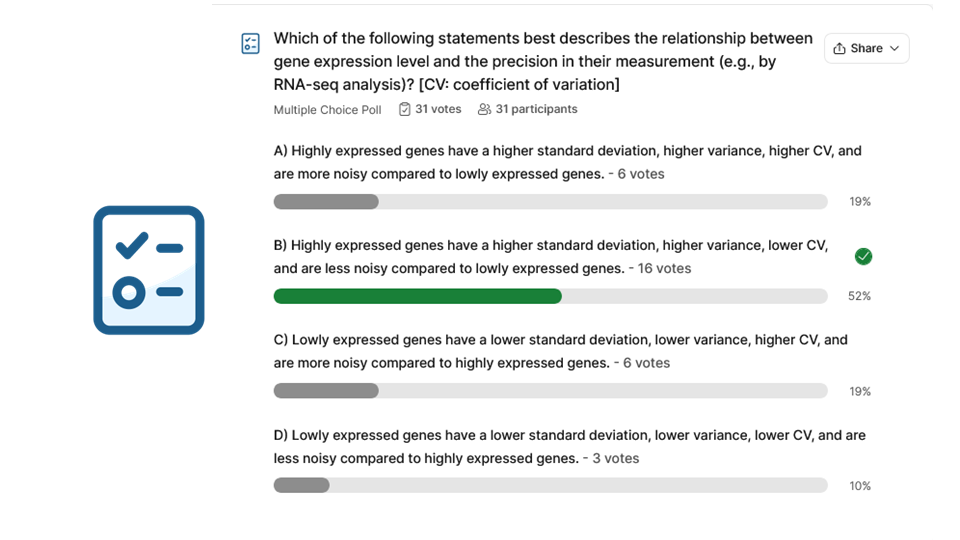 Which of the following statements best describes the relationship between
gene expression level and the precision in their measurement (e.g., by
RNA-seq analysis)? [CV: coefficient of variation]
Share
Multiple Choice Poll 31 votes 31 participants
A) Highly expressed genes have a higher standard deviation, higher variance, higher CV, and
are more noisy compared to lowly expressed genes. - 6 votes
19%
B) Highly expressed genes have a higher standard deviation, higher variance, lower CV,
and are less noisy compared to lowly expressed genes. - 16 votes
52%
C) Lowly expressed genes have a lower standard deviation, lower variance, higher CV, and
are more noisy compared to highly expressed genes. - 6 votes
19%
D) Lowly expressed genes have a lower standard deviation, lower variance, lower CV, and are
less noisy compared to highly expressed genes. - 3 votes
10%